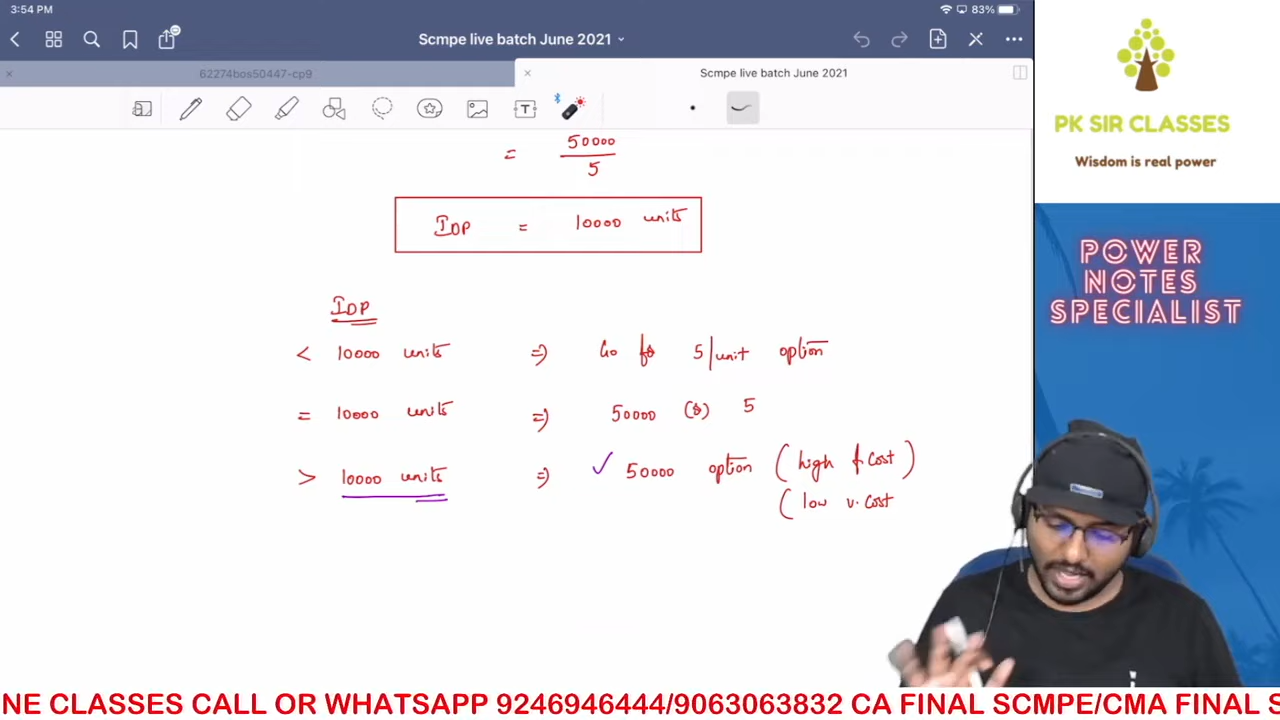 3:54 PM
83%
Scmpe live batch June 2021
62274bos50447-cp9
Scmpe live batch June 2021
T
= 50000
5
IDP = 10000 units
IDP
< 10000 units => Go for 5/unit option
= 10000 units => 50000 (or) 5
> 10000 units => ✓ 50000 option (high f.cost)
(low v.cost
PK SIR CLASSES
Wisdom is real power
POWER
NOTES
SPECIALIST
NE CLASSES CALL OR WHATSAPP 9246946444/9063063832 CA FINAL SCMPE/CMA FINAL S